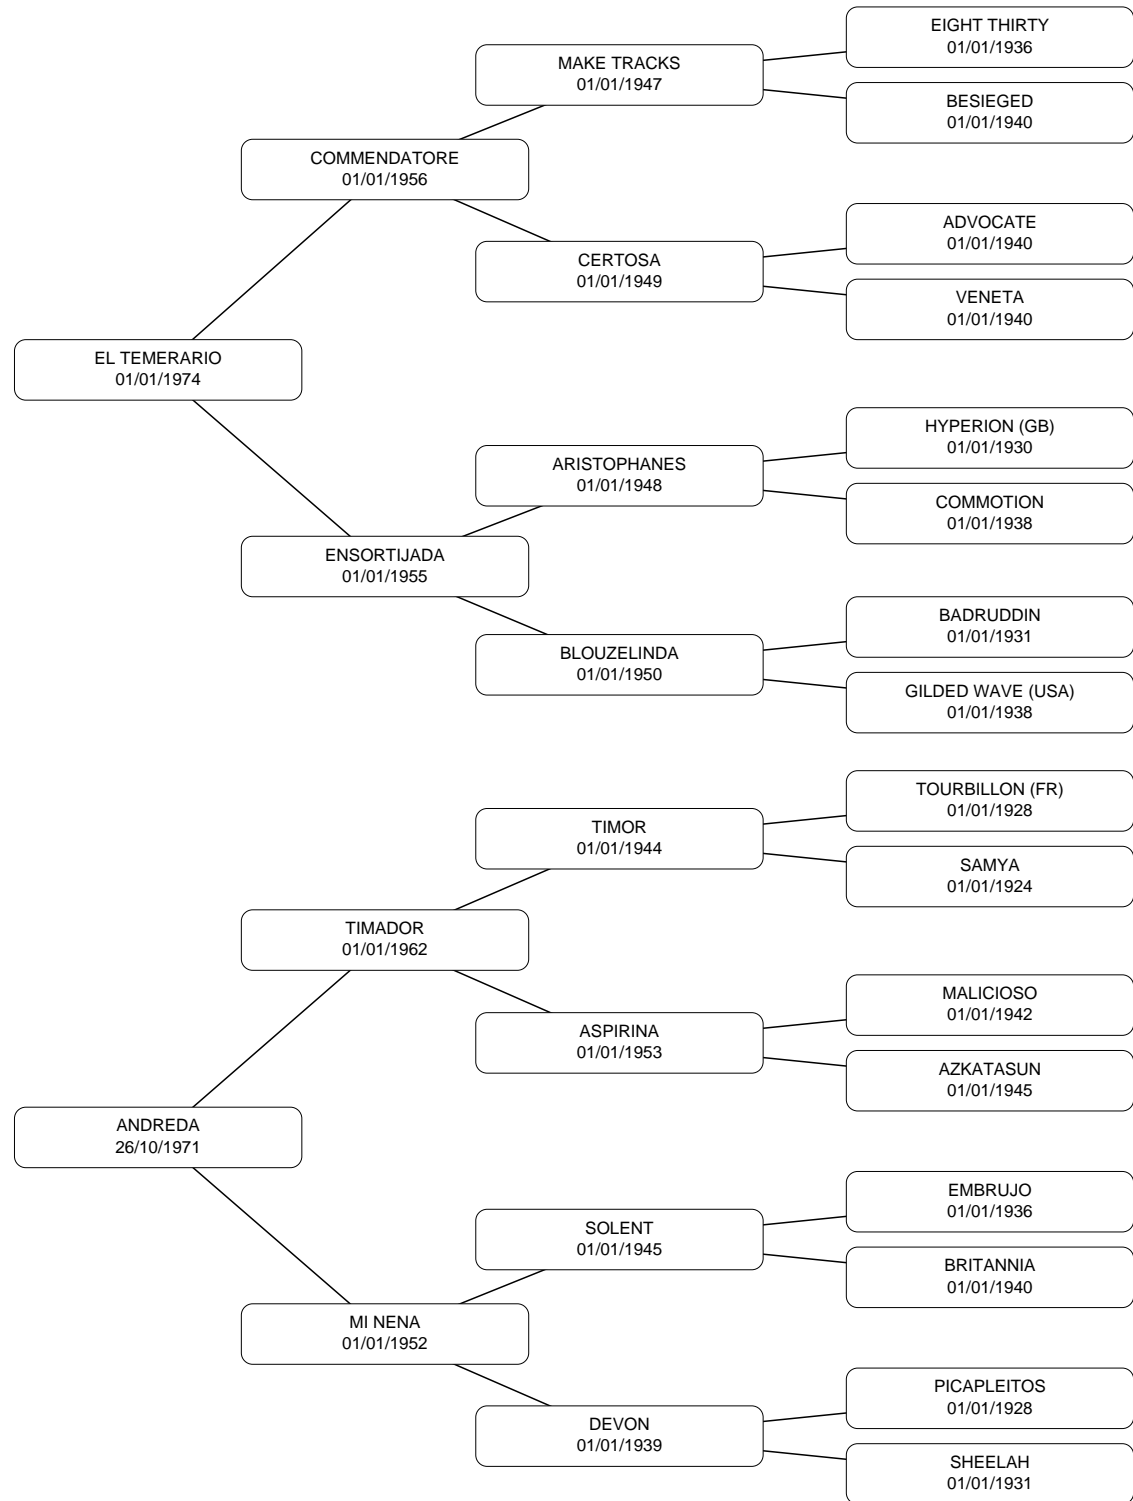 EIGHT THIRTY
01/01/1936
MAKE TRACKS
01/01/1947
BESIEGED
01/01/1940
COMMENDATORE
01/01/1956
ADVOCATE
01/01/1940
CERTOSA
01/01/1949
VENETA
01/01/1940
EL TEMERARIO
01/01/1974
HYPERION (GB)
01/01/1930
ARISTOPHANES
01/01/1948
COMMOTION
01/01/1938
ENSORTIJADA
01/01/1955
BADRUDDIN
01/01/1931
BLOUZELINDA
01/01/1950
GILDED WAVE (USA)
01/01/1938
TOURBILLON (FR)
01/01/1928
TIMOR
01/01/1944
SAMYA
01/01/1924
TIMADOR
01/01/1962
MALICIOSO
01/01/1942
ASPIRINA
01/01/1953
AZKATASUN
01/01/1945
ANDREDA
26/10/1971
EMBRUJO
01/01/1936
SOLENT
01/01/1945
BRITANNIA
01/01/1940
MI NENA
01/01/1952
PICAPLEITOS
01/01/1928
DEVON
01/01/1939
SHEELAH
01/01/1931